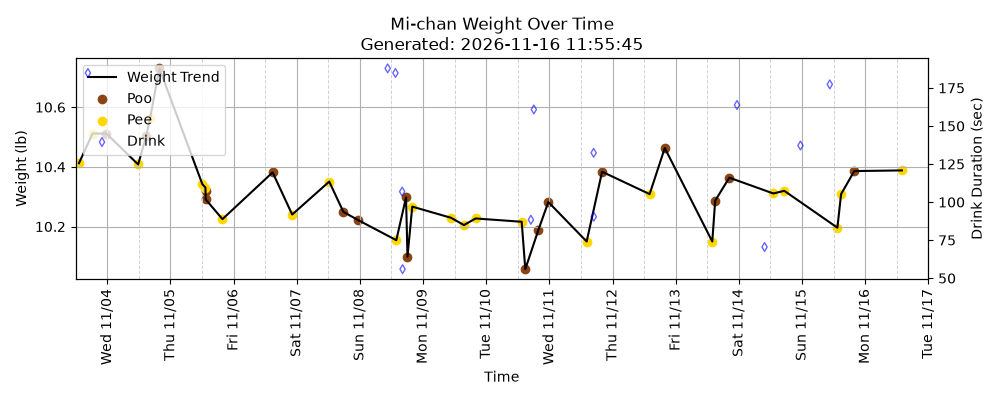 Mi-chan Weight Over Time
Generated: 2026-11-16 11:55:45
Weight Trend
Poo
Pee
Drink
Weight (lb)
10.6
10.4
10.2
Drink Duration (sec)
175
150
125
100
75
50
Wed 11/04
Thu 11/05
Fri 11/06
Sat 11/07
Sun 11/08
Mon 11/09
Tue 11/10
Wed 11/11
Thu 11/12
Fri 11/13
Sat 11/14
Sun 11/15
Mon 11/16
Tue 11/17
Time